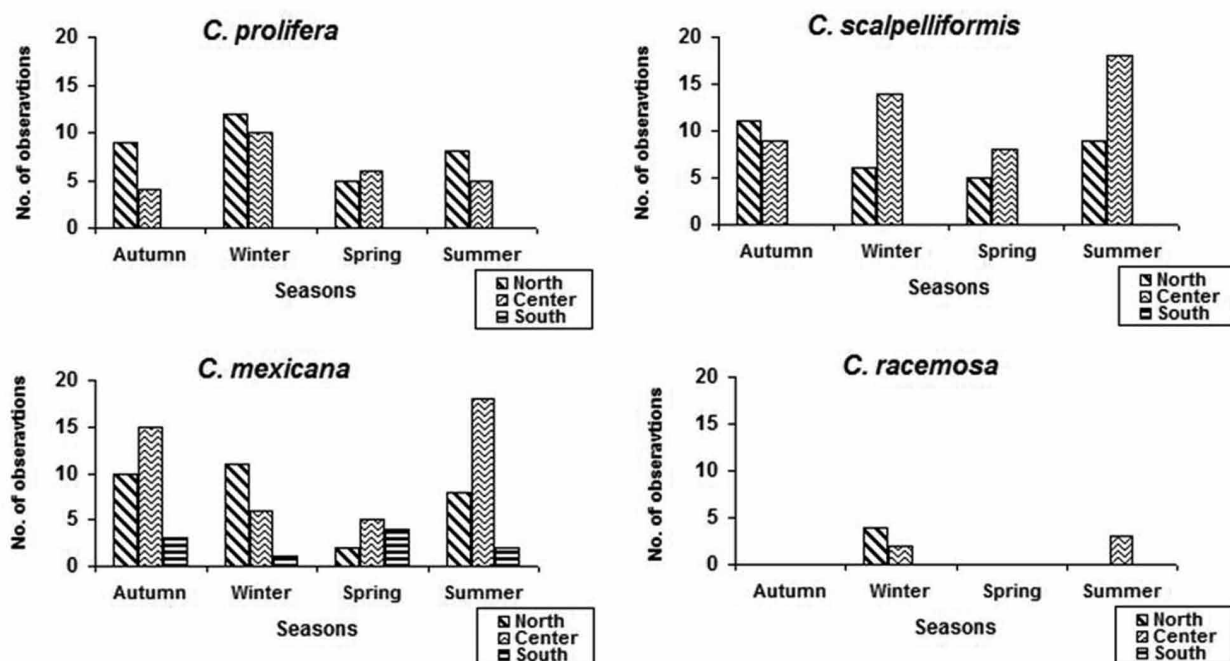 C. prolifera
No. of obseravtions
20
15
10
5
0
Autumn Winter Spring Summer
Seasons
North
Center
South
C. scalpelliformis
No. of obseravtions
20
15
10
5
0
Autumn Winter Spring Summer
Seasons
North
Center
South
C. mexicana
No. of obseravtions
20
15
10
5
0
Autumn Winter Spring Summer
Seasons
North
Center
South
C. racemosa
No. of obseravtions
20
15
10
5
0
Autumn Winter Spring Summer
Seasons
North
Center
South